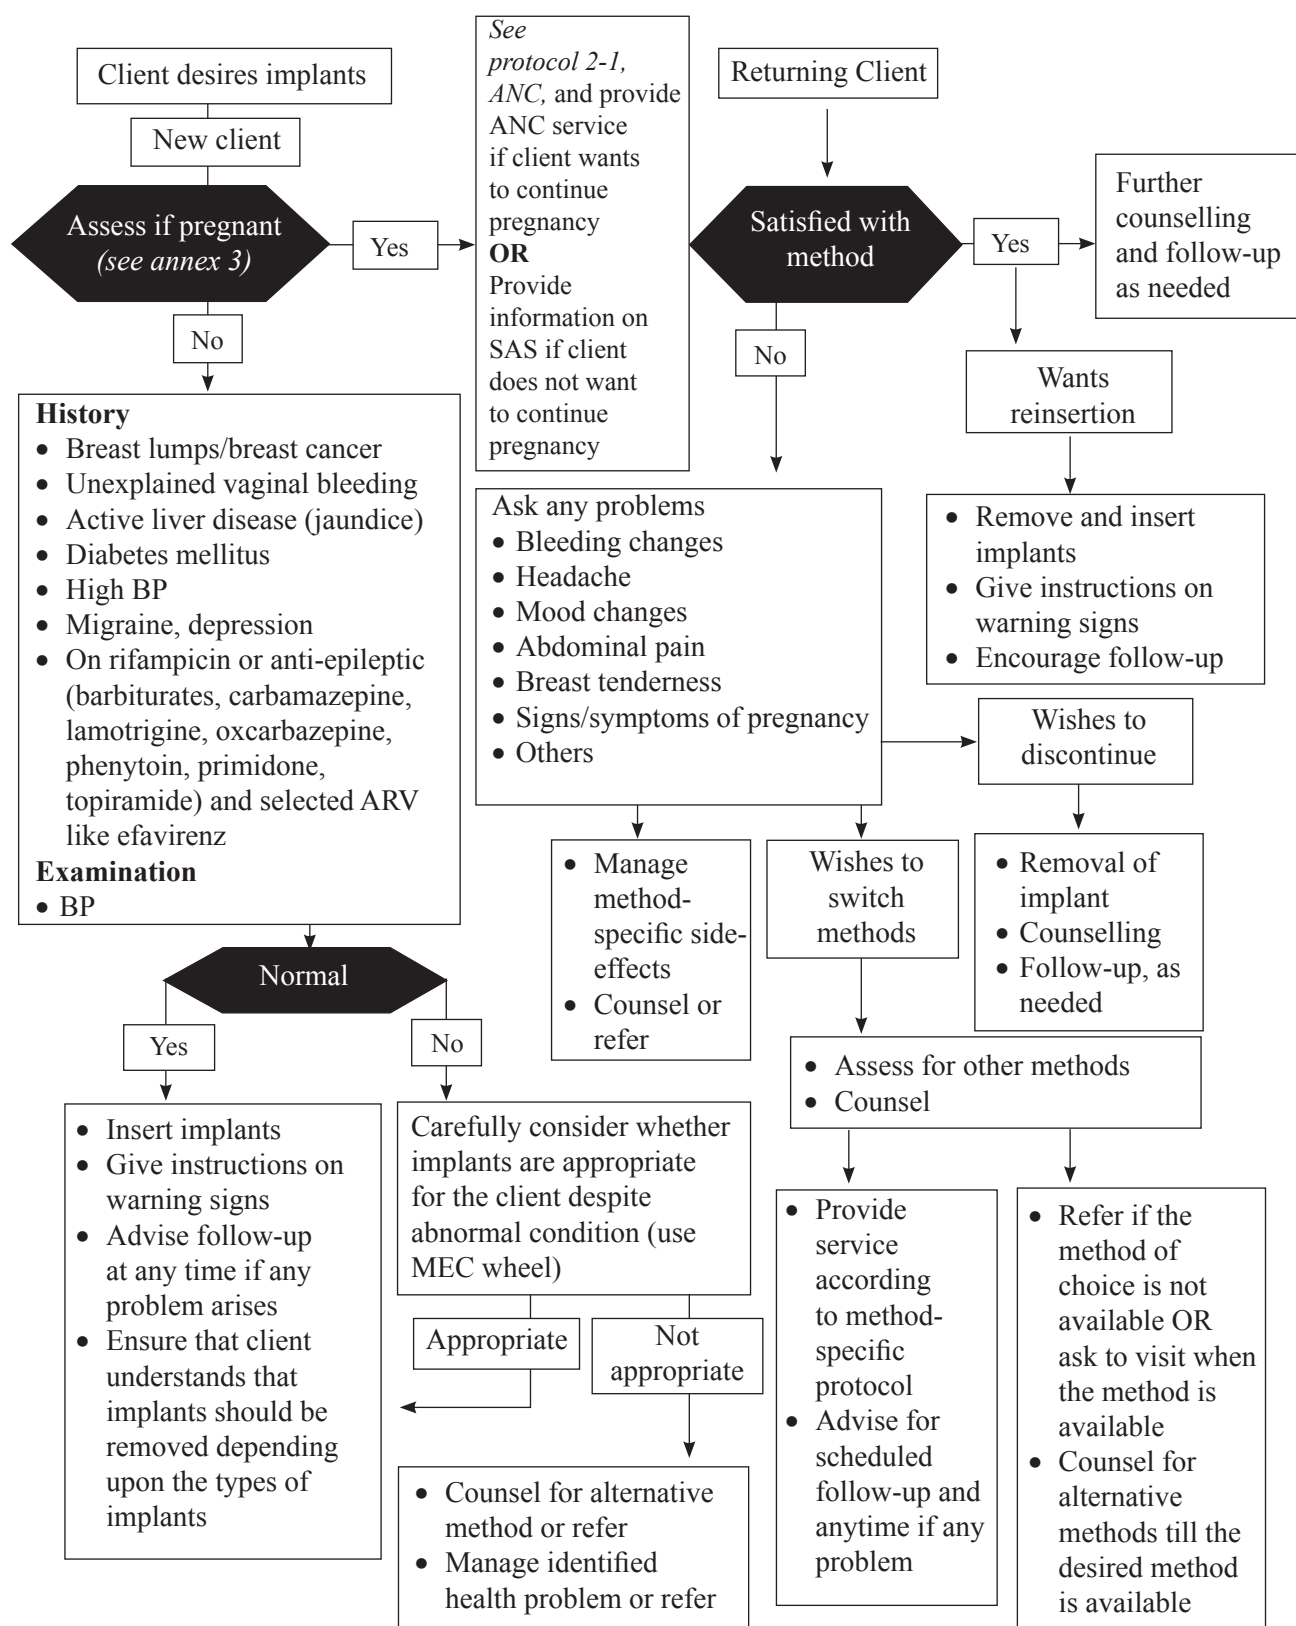 Client desires implants
New client
Assess if pregnant
(see annex 3)
Yes
No
See
protocol 2-1,
ANC, and provide
ANC service
if client wants
to continue
pregnancy
OR
Provide
information on
SAS if client
does not want
to continue
pregnancy
History
• Breast lumps/breast cancer
• Unexplained vaginal bleeding
• Active liver disease (jaundice)
• Diabetes mellitus
• High BP
• Migraine, depression
• On rifampicin or anti-epileptic
(barbiturates, carbamazepine,
lamotrigine, oxcarbazepine,
phenytoin, primidone,
topiramide) and selected ARV
like efavirenz
Examination
• BP
Normal
Yes
No
• Insert implants
• Give instructions on
warning signs
• Advise follow-up
at any time if any
problem arises
• Ensure that client
understands that
implants should be
removed depending
upon the types of
implants
Carefully consider whether
implants are appropriate
for the client despite
abnormal condition (use
MEC wheel)
Appropriate
Not
appropriate
• Counsel for alternative
method or refer
• Manage identified
health problem or refer
Returning Client
Satisfied with
method
Yes
No
Further
counselling
and follow-up
as needed
Wants
reinsertion
• Remove and insert
implants
• Give instructions on
warning signs
• Encourage follow-up
Ask any problems
• Bleeding changes
• Headache
• Mood changes
• Abdominal pain
• Breast tenderness
• Signs/symptoms of pregnancy
• Others
Wishes to
discontinue
• Removal of
implant
• Counselling
• Follow-up, as
needed
• Manage
method-
specific side-
effects
• Counsel or
refer
Wishes to
switch
methods
• Assess for other methods
• Counsel
• Provide
service
according
to method-
specific
protocol
• Advise for
scheduled
follow-up and
anytime if any
problem
• Refer if the
method of
choice is not
available OR
ask to visit when
the method is
available
• Counsel for
alternative
methods till the
desired method
is available